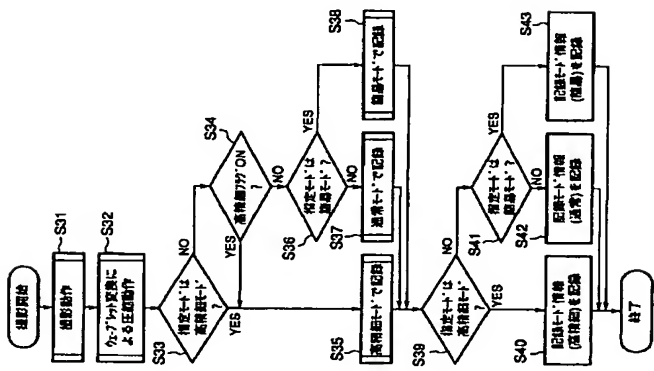 撮影開始
S31
撮影動作
S32
ウェーブレット変換に
よる圧縮動作
S33
指定モードは
高精細モード
?
NO
YES
S34
高精細フラグON
?
YES
NO
S36
指定モードは
簡易モード?
YES
NO
S35
高精細モードで記録
S37
通常モードで記録
S38
簡易モードで記録
S39
指定モードは
高精細モード
?
NO
YES
S41
指定モードは
簡易モード?
YES
NO
S40
記録モード情報
(高精細)を記録
S42
記録モード情報
(通常)を記録
S43
記録モード情報
(簡易)を記録
終了